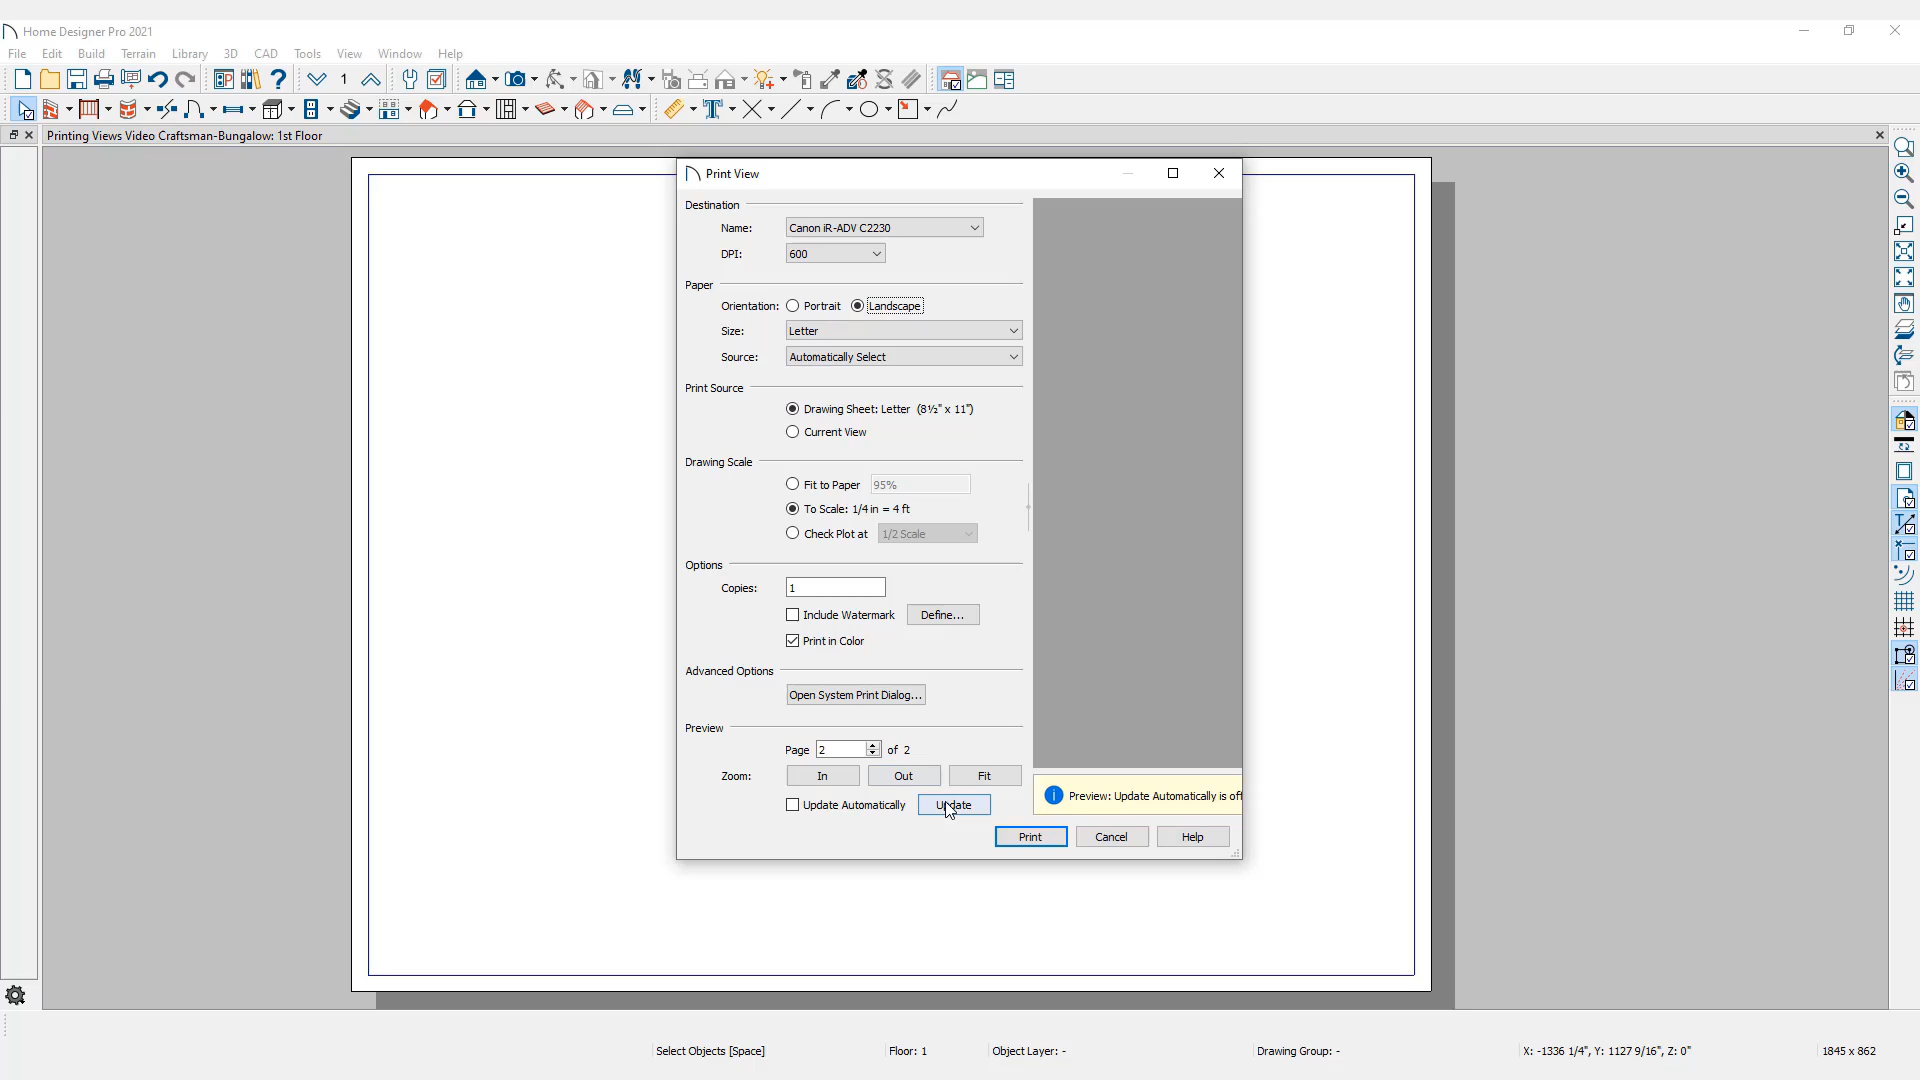 Home Designer Pro 2021
File Edit Build Terrain Library 3D CAD Tools View Window Help
1
Printing Views Video Craftsman-Bungalow: 1st Floor
Print View
Destination
Name: Canon iR-ADV C2230
DPI: 600
Paper
Orientation: Portrait Landscape
Size: Letter
Source: Automatically Select
Print Source
Drawing Sheet: Letter (8½" x 11")
Current View
Drawing Scale
Fit to Paper 95%
To Scale: 1/4 in = 4 ft
Check Plot at 1/2 Scale
Options
Copies: 1
Include Watermark Define...
Print in Color
Advanced Options
Open System Print Dialog...
Preview
Page 2 of 2
Zoom: In Out Fit
Update Automatically Update
Preview: Update Automatically is off
Print Cancel Help
Select Objects [Space] Floor: 1 Object Layer: - Drawing Group: - X: -1336 1/4", Y: 1127 9/16", Z: 0" 1845 x 862